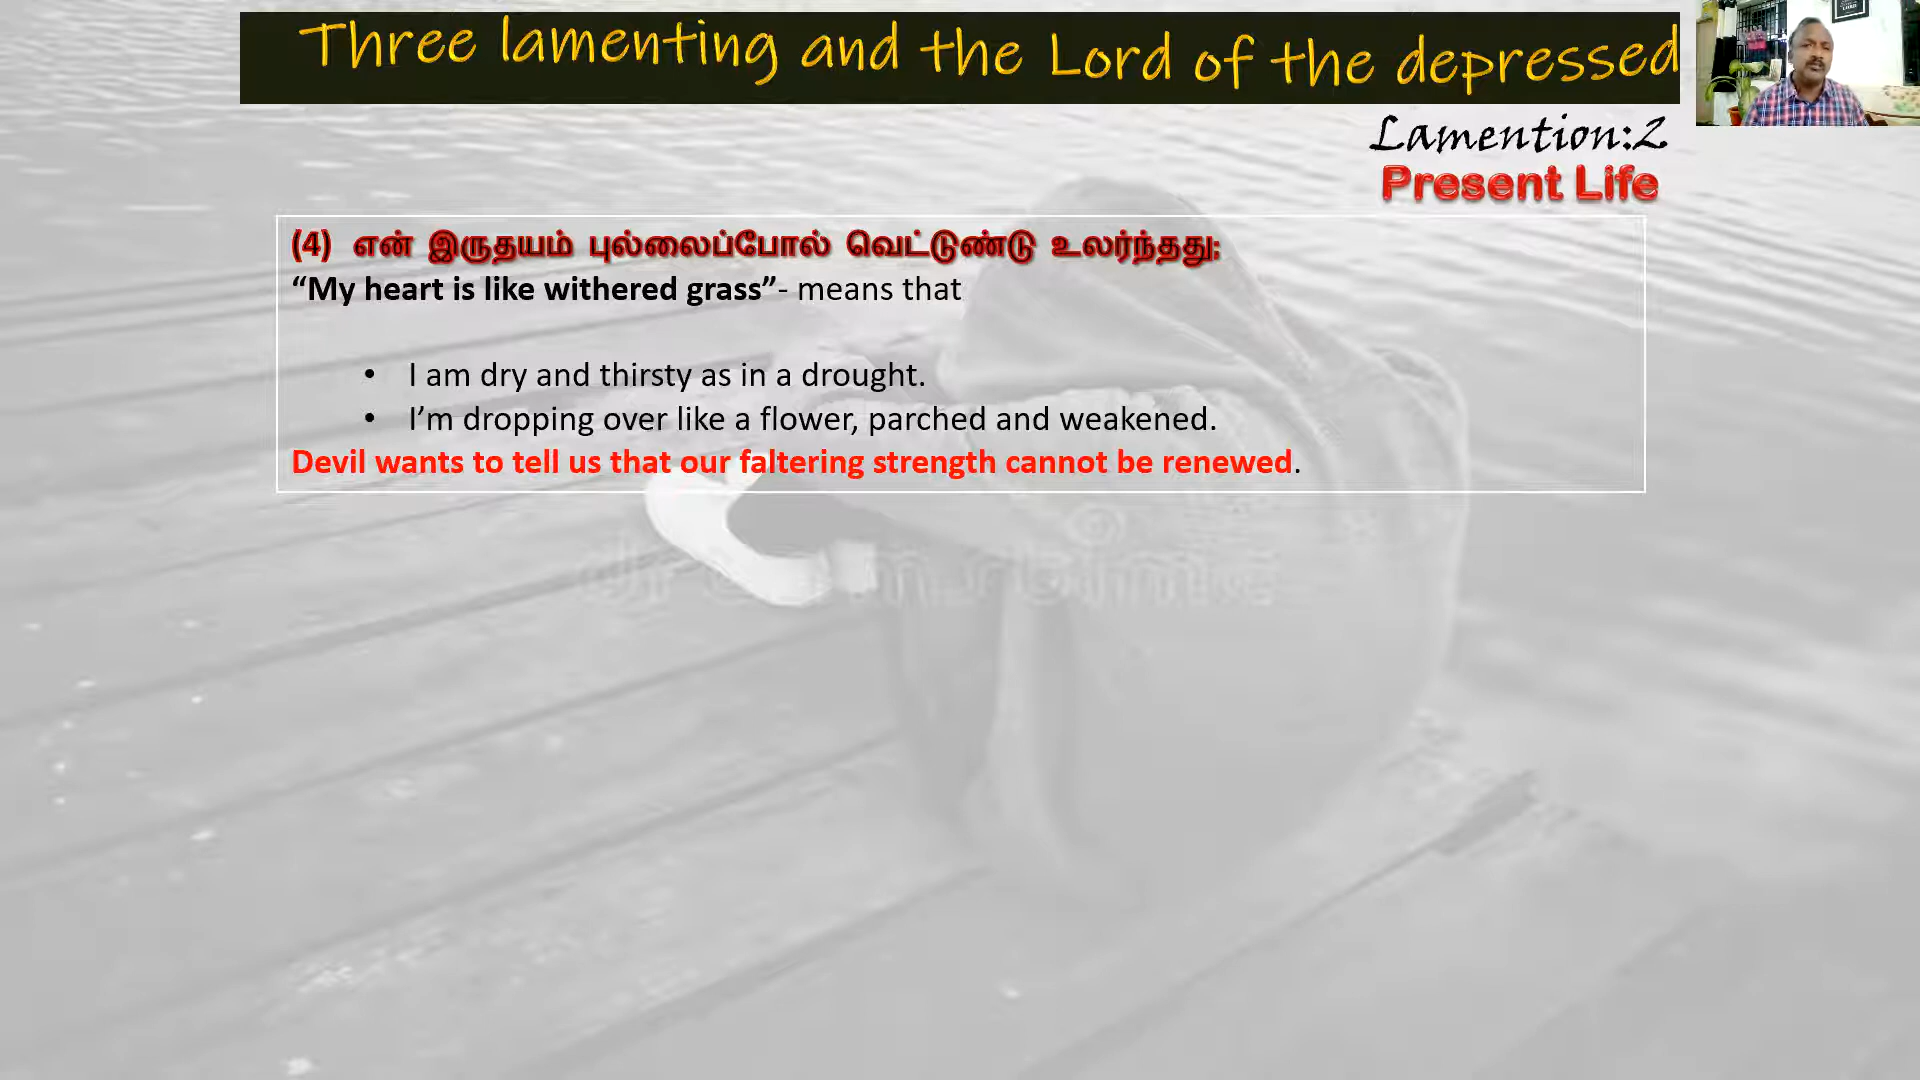 Three lamenting and the Lord of the depressed
Lamention:2
Present Life
(4) என் இருதயம் புல்லைப்போல் வெட்டுண்டு உலர்ந்தது:
“My heart is like withered grass”- means that
• I am dry and thirsty as in a drought.
• I’m dropping over like a flower, parched and weakened.
Devil wants to tell us that our faltering strength cannot be renewed.
dreamstime